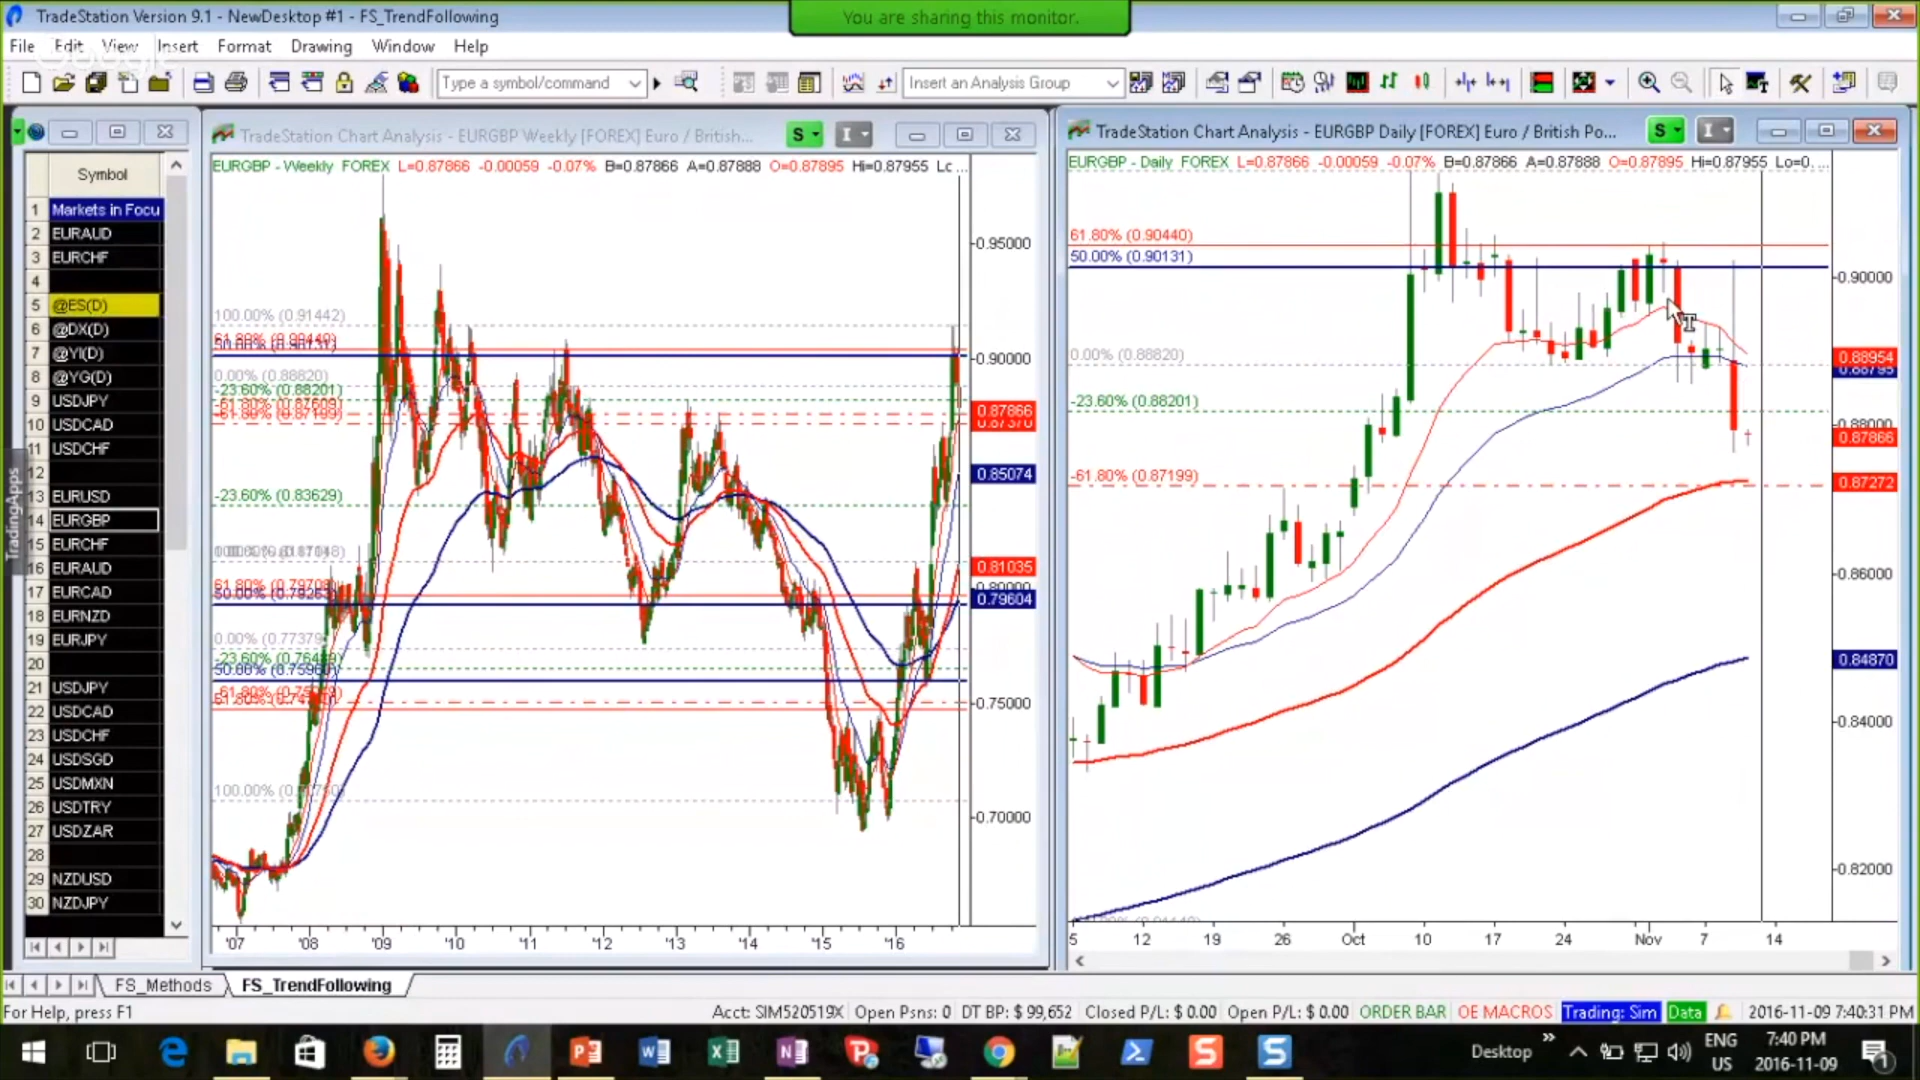 TradeStation Version 9.1 - NewDesktop #1 - FS_TrendFollowing
You are sharing this monitor.
File Edit View Insert Format Drawing Window Help
Google
Type a symbol/command
Insert an Analysis Group
TradingApps
Symbol
1 Markets in Focu
2 EURAUD
3 EURCHF
4
5 @ES(D)
6 @DX(D)
7 @YI(D)
8 @YG(D)
9 USDJPY
10 USDCAD
11 USDCHF
12
13 EURUSD
14 EURGBP
15 EURCHF
16 EURAUD
17 EURCAD
18 EURNZD
19 EURJPY
20
21 USDJPY
22 USDCAD
23 USDCHF
24 USDSGD
25 USDMXN
26 USDTRY
27 USDZAR
28
29 NZDUSD
30 NZDJPY
TradeStation Chart Analysis - EURGBP Weekly [FOREX] Euro / British...
S I
EURGBP - Weekly FOREX L=0.87866 -0.00059 -0.07% B=0.87866 A=0.87888 O=0.87895 Hi=0.87955 Lc ...
0.95000
100.00% (0.91442)
0.90000
0.00% (0.88820)
-23.60% (0.88201)
0.87866
0.85074
-23.60% (0.83629)
0.81035
0.79604
0.00% (0.77379)
0.75000
0.70000
'07 '08 '09 '10 '11 '12 '13 '14 '15 '16
TradeStation Chart Analysis - EURGBP Daily [FOREX] Euro / British Po...
S I
EURGBP - Daily FOREX L=0.87866 -0.00059 -0.07% B=0.87866 A=0.87888 O=0.87895 Hi=0.87955 Lo=0. ...
61.80% (0.90440)
50.00% (0.90131)
0.90000
0.00% (0.88820)
0.88954
-23.60% (0.88201)
0.88000
0.87866
-61.80% (0.87199)
0.87272
0.86000
0.84870
0.84000
0.82000
5 12 19 26 Oct 10 17 24 Nov 7 14
FS_Methods FS_TrendFollowing
For Help, press F1
Acct: SIM520519X Open Psns: 0 DT BP: $ 99,652 Closed P/L: $ 0.00 Open P/L: $ 0.00 ORDER BAR OE MACROS Trading: Sim Data 2016-11-09 7:40:31 PM
Desktop
ENG
US
7:40 PM
2016-11-09
1